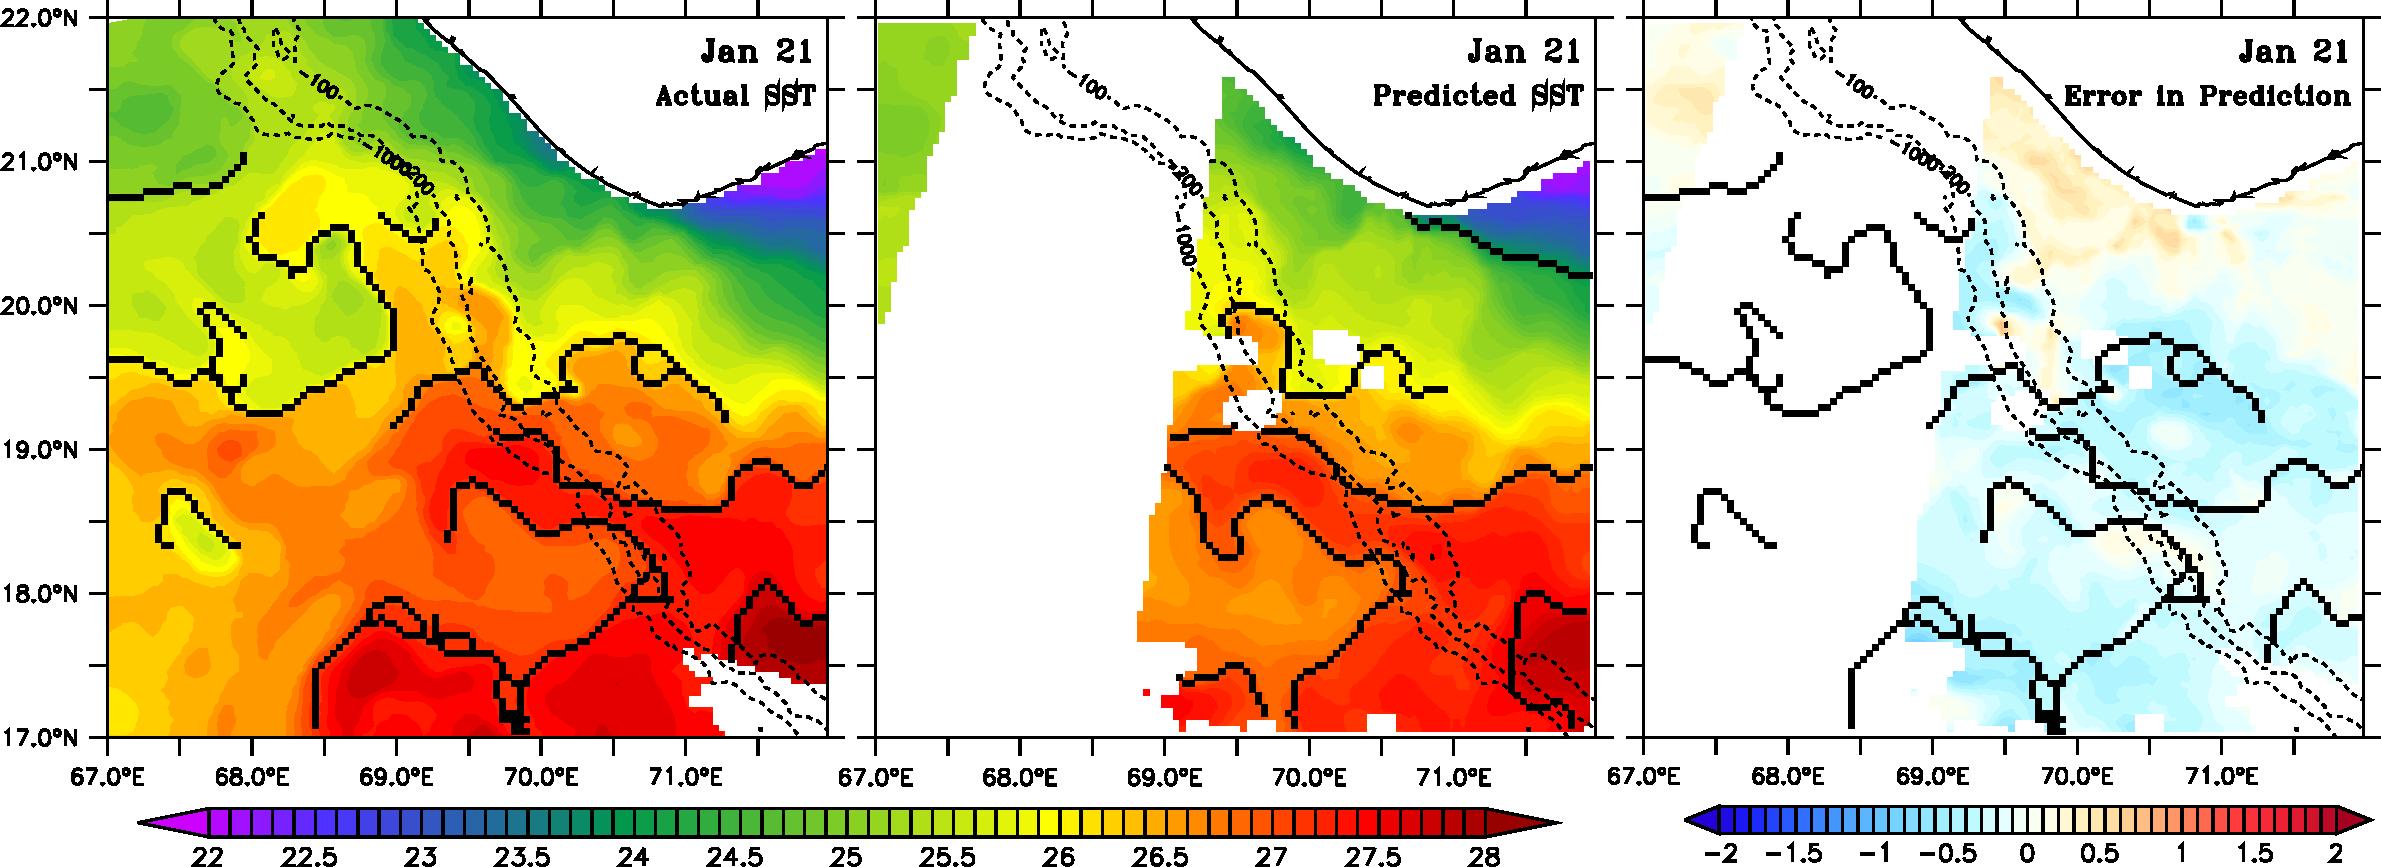 22.0°N
21.0°N
20.0°N
19.0°N
18.0°N
17.0°N
Jan 21
Actual SST
100
1000
200
67.0°E 68.0°E 69.0°E 70.0°E 71.0°E
Jan 21
Predicted SST
100
200
1000
67.0°E 68.0°E 69.0°E 70.0°E 71.0°E
Jan 21
Error in Prediction
100
1000
200
67.0°E 68.0°E 69.0°E 70.0°E 71.0°E
22 22.5 23 23.5 24 24.5 25 25.5 26 26.5 27 27.5 28
-2 -1.5 -1 -0.5 0 0.5 1 1.5 2